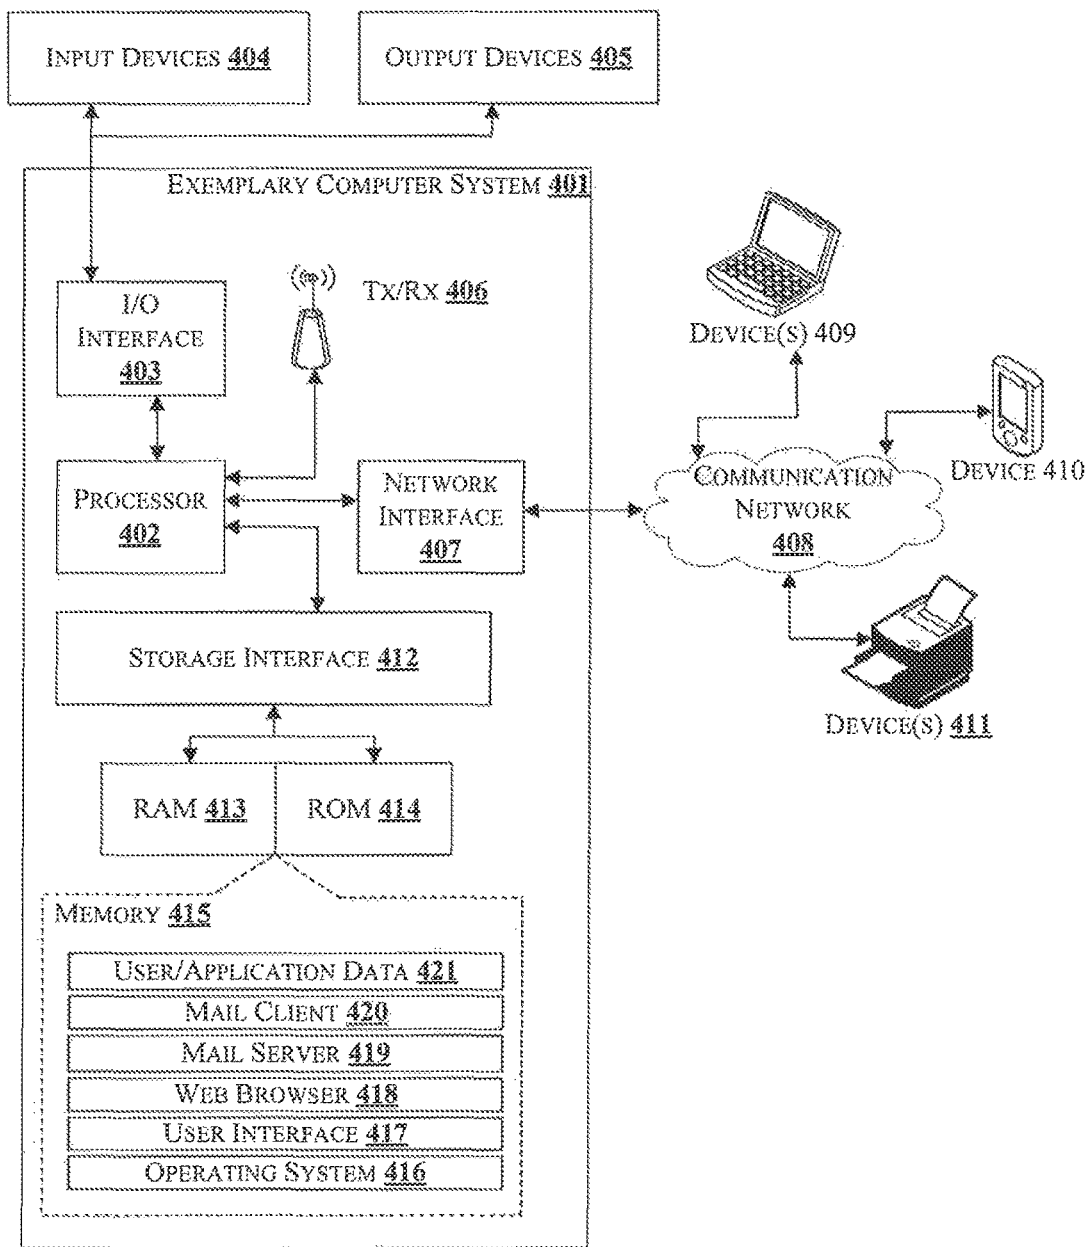 INPUT DEVICES 404
OUTPUT DEVICES 405
EXEMPLARY COMPUTER SYSTEM 401
I/O
INTERFACE
403
TX/RX 406
DEVICE(S) 409
PROCESSOR
402
NETWORK
INTERFACE
407
COMMUNICATION
NETWORK
408
DEVICE 410
STORAGE INTERFACE 412
DEVICE(S) 411
RAM 413
ROM 414
MEMORY 415
USER/APPLICATION DATA 421
MAIL CLIENT 420
MAIL SERVER 419
WEB BROWSER 418
USER INTERFACE 417
OPERATING SYSTEM 416